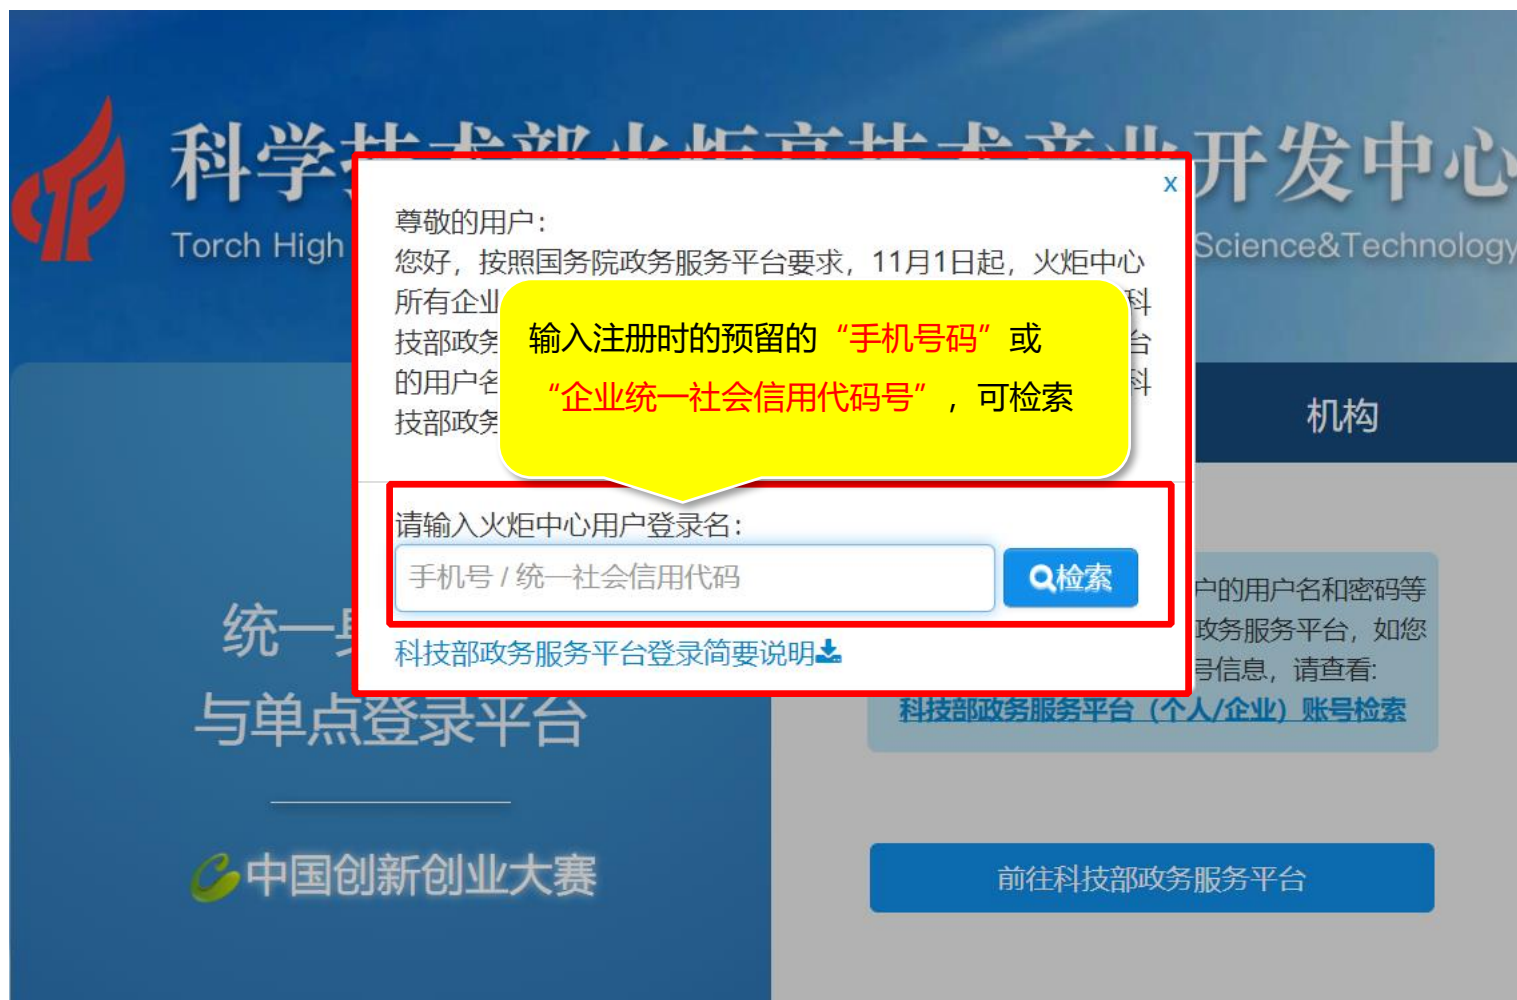 科学技术部火炬高技术产业开发中心
Torch High
Science&Technology
x
尊敬的用户：
您好，按照国务院政务服务平台要求，11月1日起，火炬中心
所有企业
科
技部政务
台
的用户名
科
技部政务
输入注册时的预留的“手机号码”或
“企业统一社会信用代码号”，可检索
机构
请输入火炬中心用户登录名：
手机号 / 统一社会信用代码
检索
科技部政务服务平台登录简要说明
户的用户名和密码等
政务服务平台，如您
号信息，请查看:
科技部政务服务平台（个人/企业）账号检索
统一
与单点登录平台
中国创新创业大赛
前往科技部政务服务平台